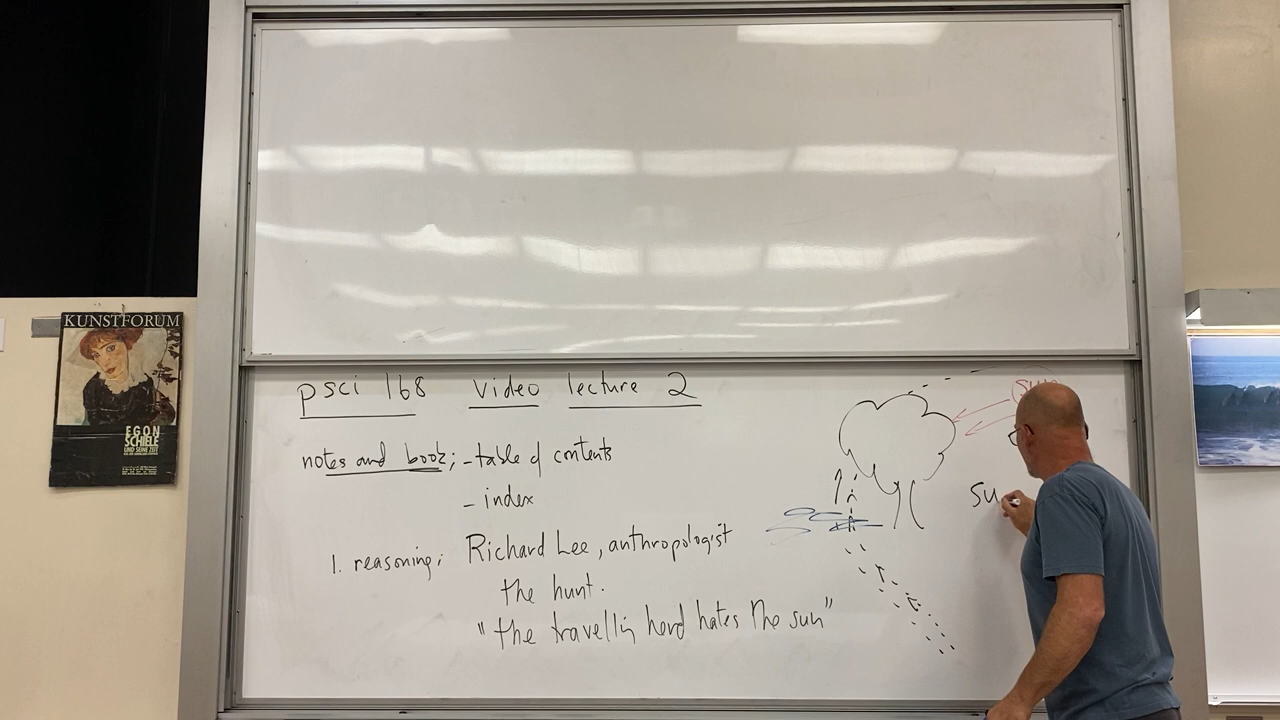 KUNSTFORUM
EGON
SCHIELE
UND SEINE ZEIT
psci 168 video lecture 2
notes and book; - table of contents
- index
1. reasoning; Richard Lee, anthropologist
the hunt.
"the travellin herd hates the sun"
sun
su